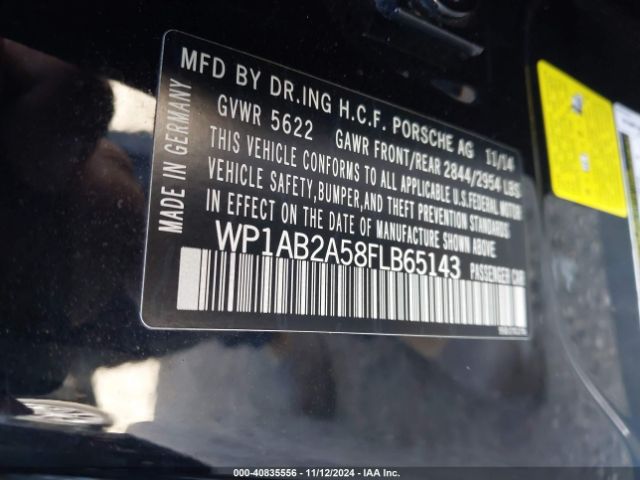 MFD BY DR.ING H.C.F. PORSCHE AG 11/14
GVWR 5622 GAWR FRONT/REAR 2844/2954 LBS
THIS VEHICLE CONFORMS TO ALL APPLICABLE U.S.FEDERAL MOTOR
VEHICLE SAFETY,BUMPER,AND THEFT PREVENTION STANDARDS
IN EFFECT ON THE DATE OF MANUFACTURE SHOWN ABOVE
WP1AB2A58FLB65143 PASSENGER CAR
MADE IN GERMANY
000-40835556 - 11/12/2024 - IAA Inc.